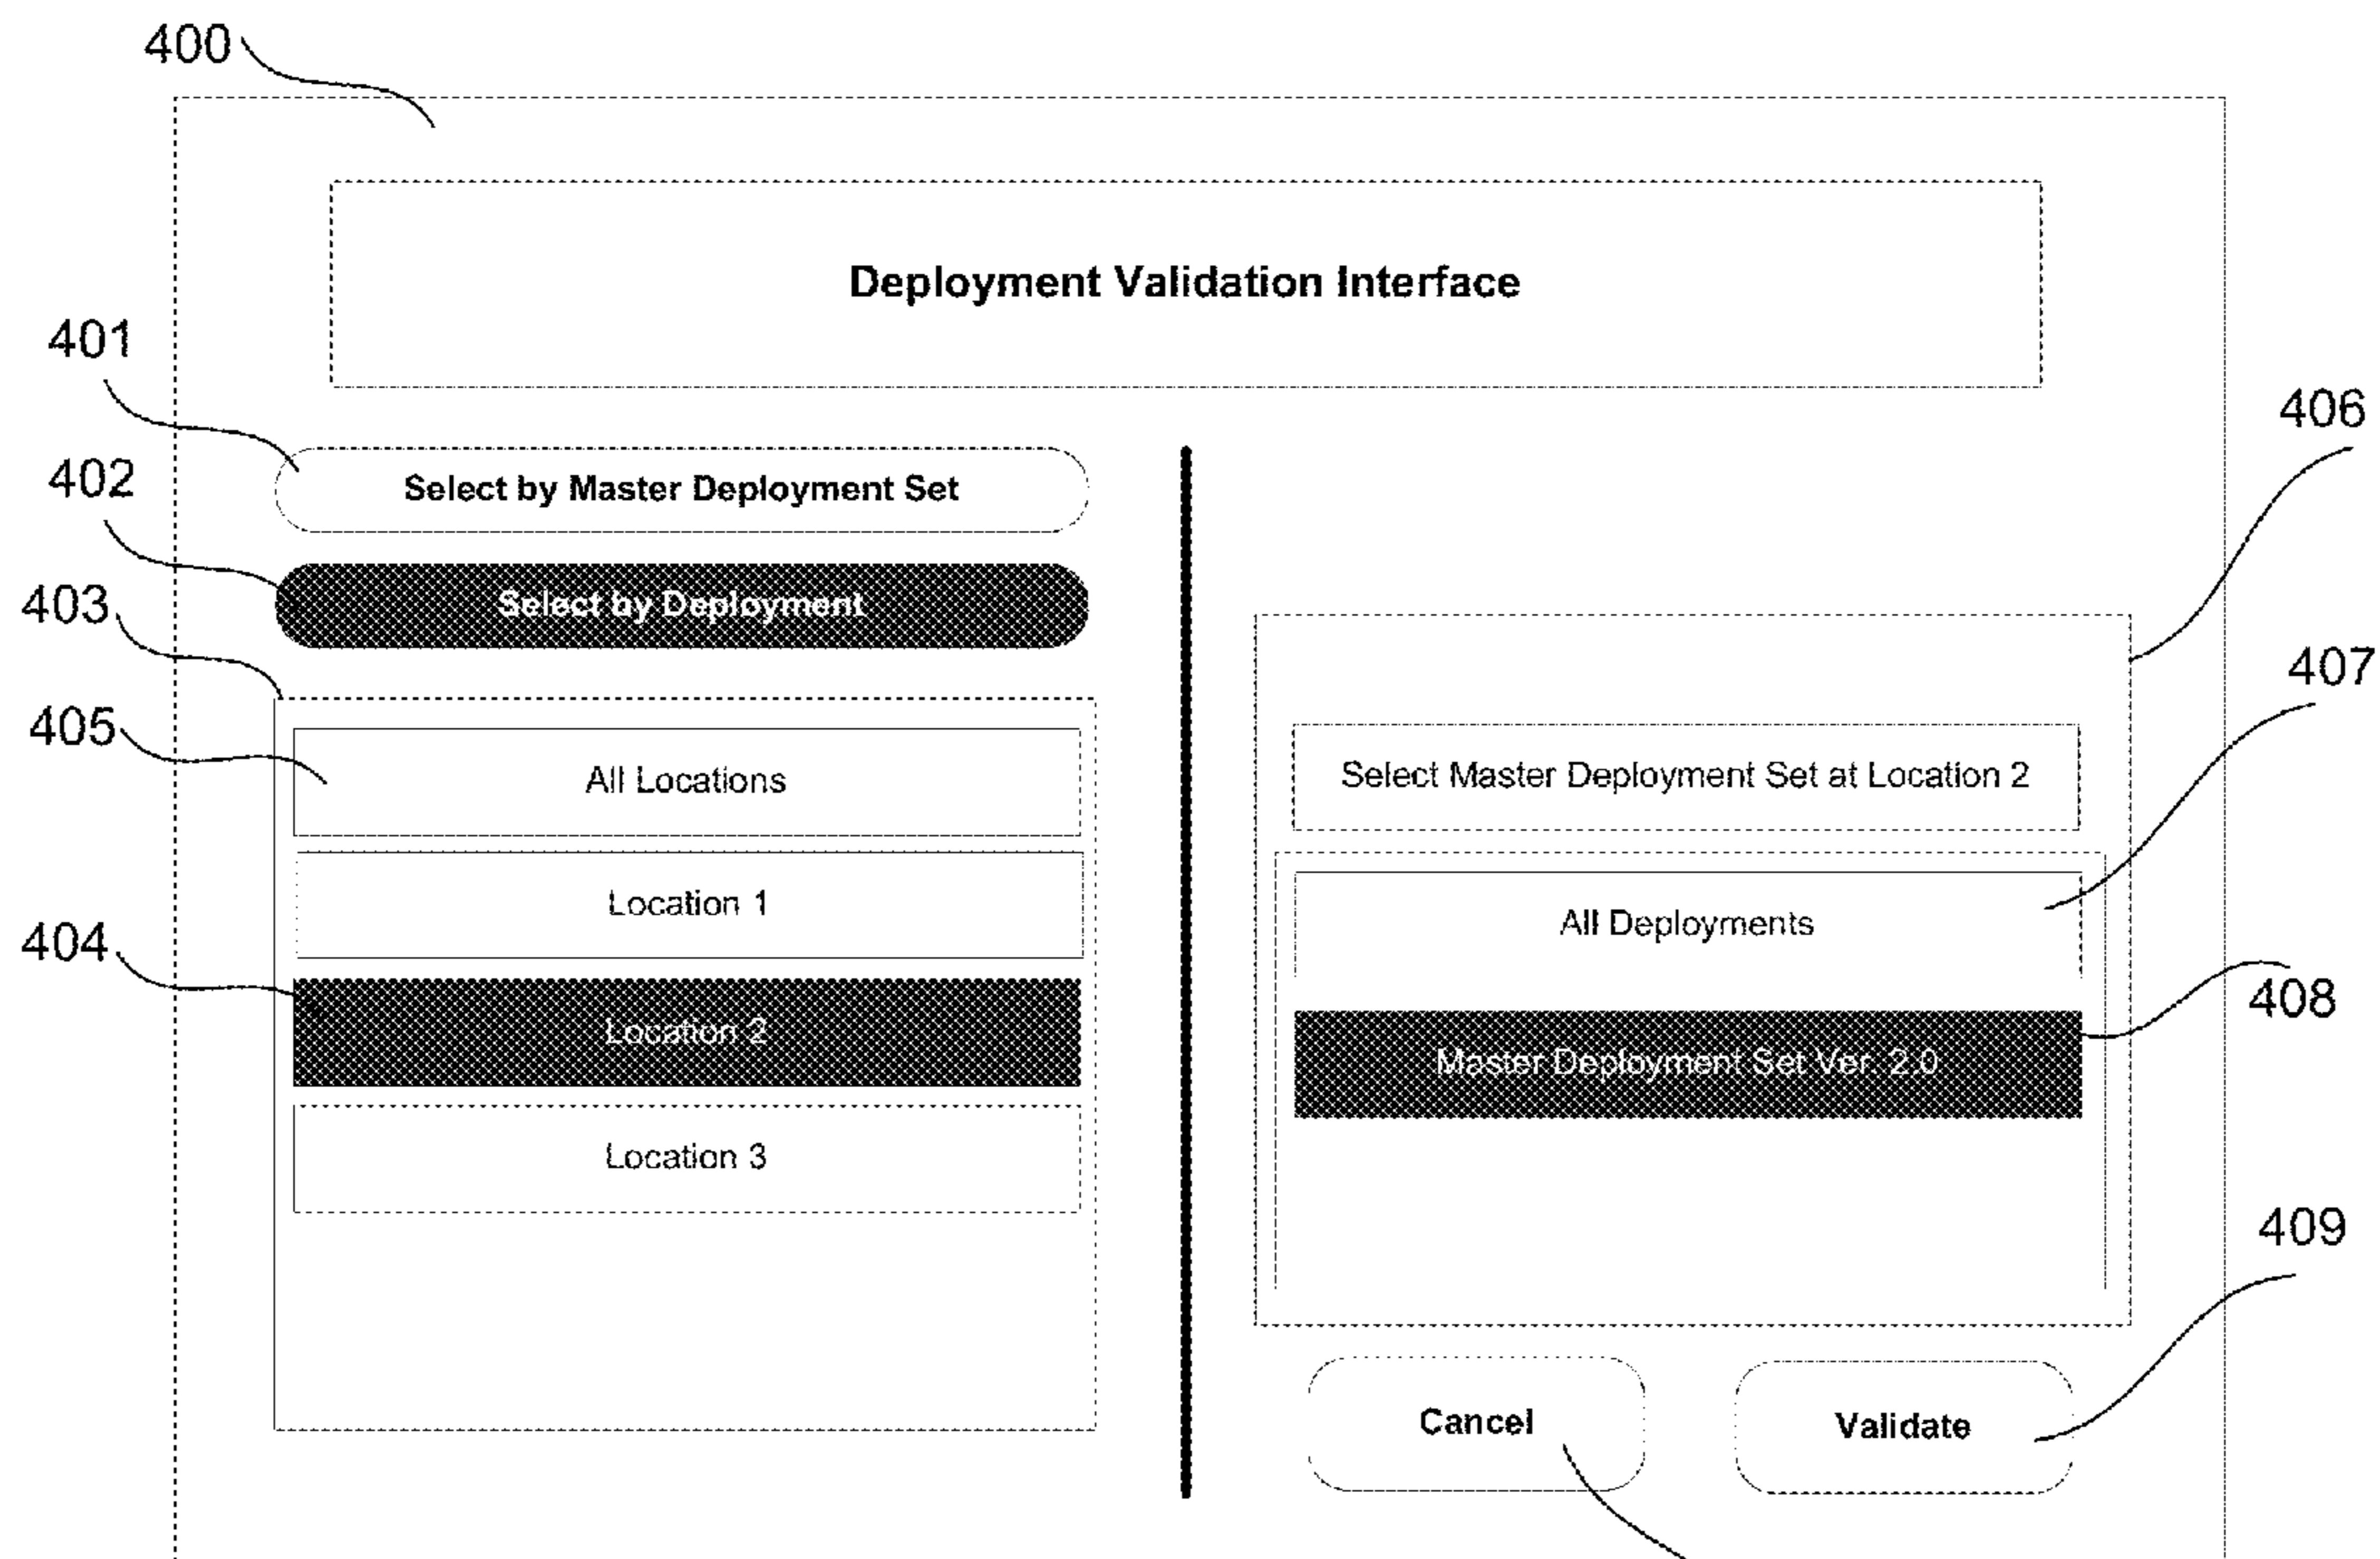 400
Deployment Validation Interface
401
Select by Master Deployment Set
402
Select by Deployment
403
405
All Locations
Location 1
404
Location 2
Location 3
406
407
Select Master Deployment Set at Location 2
All Deployments
408
Master Deployment Set Ver. 2.0
409
Cancel
Validate